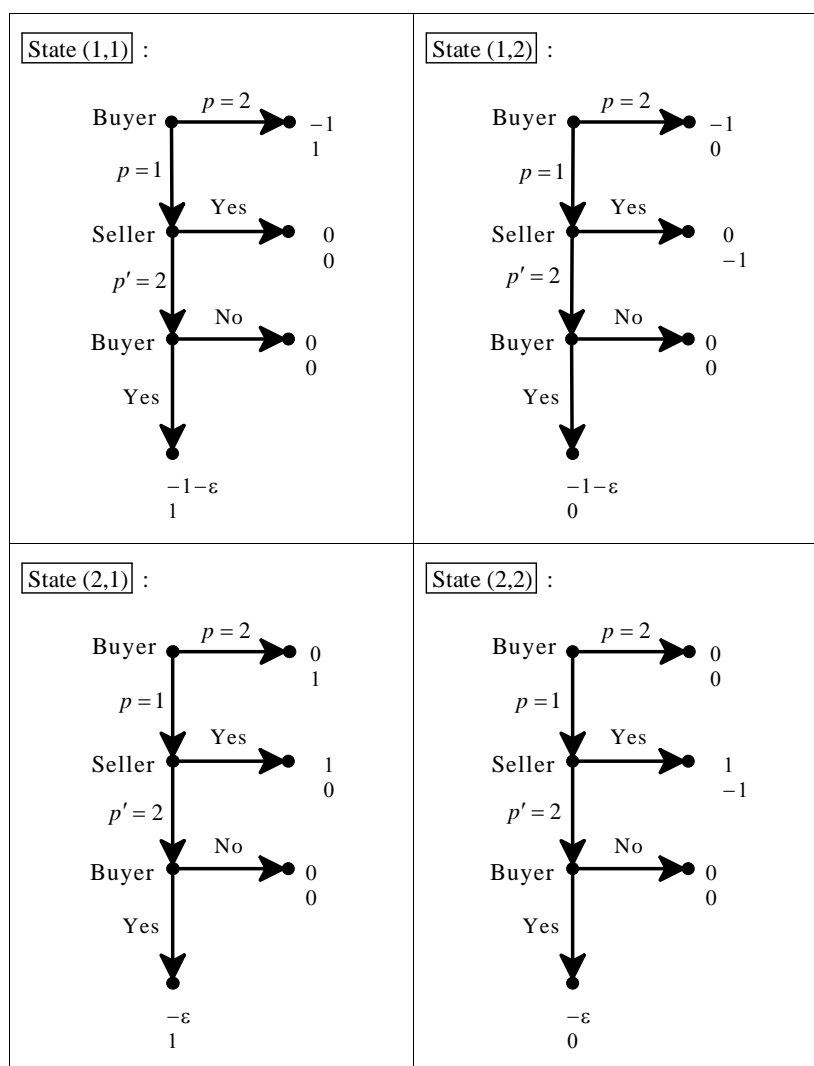 State (1,1) :
Buyer
p = 2
−1
1
p = 1
Seller
Yes
0
0
p′ = 2
Buyer
No
0
0
Yes
−1−ε
1
State (1,2) :
Buyer
p = 2
−1
0
p = 1
Seller
Yes
0
−1
p′ = 2
Buyer
No
0
0
Yes
−1−ε
0
State (2,1) :
Buyer
p = 2
0
1
p = 1
Seller
Yes
1
0
p′ = 2
Buyer
No
0
0
Yes
−ε
1
State (2,2) :
Buyer
p = 2
0
0
p = 1
Seller
Yes
1
−1
p′ = 2
Buyer
No
0
0
Yes
−ε
0